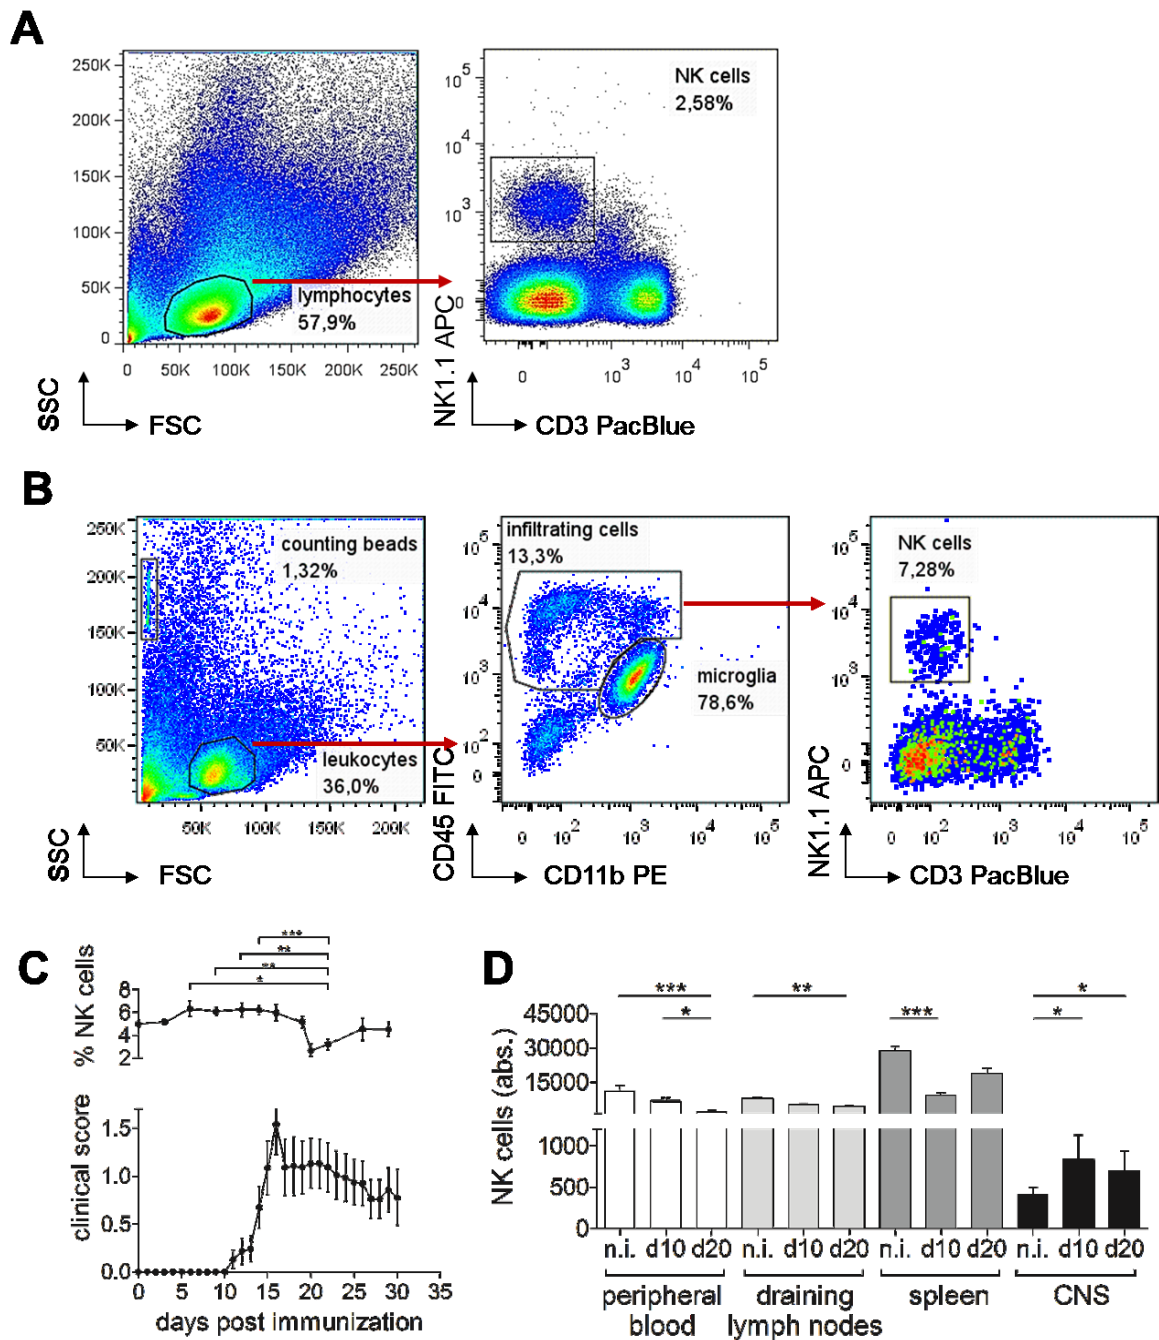 A
250K
200K
150K
100K
50K
0
0 50K 100K 150K 200K 250K
lymphocytes
57,9%
SSC
FSC
10^5
10^4
10^3
0
0 10^3 10^4 10^5
NK cells
2,58%
NK1.1 APC
CD3 PacBlue
B
250K
200K
150K
100K
50K
50K 100K 150K 200K
counting beads
1,32%
leukocytes
36,0%
SSC
FSC
infiltrating cells
13,3%
10^5
10^4
10^3
10^2
0
0 10^2 10^3 10^4 10^5
microglia
78,6%
CD45 FITC
CD11b PE
NK cells
7,28%
10^5
10^4
10^3
0
0 10^2 10^3 10^4 10^5
NK1.1 APC
CD3 PacBlue
C
***
**
**
*
% NK cells
8
6
4
2
clinical score
1.5
1.0
0.5
0.0
0 5 10 15 20 25 30 35
days post immunization
D
NK cells (abs.)
45000
30000
15000
1000
500
0
***
*
**
***
*
*
n.i. d10 d20 n.i. d10 d20 n.i. d10 d20 n.i. d10 d20
peripheral blood
draining lymph nodes
spleen
CNS